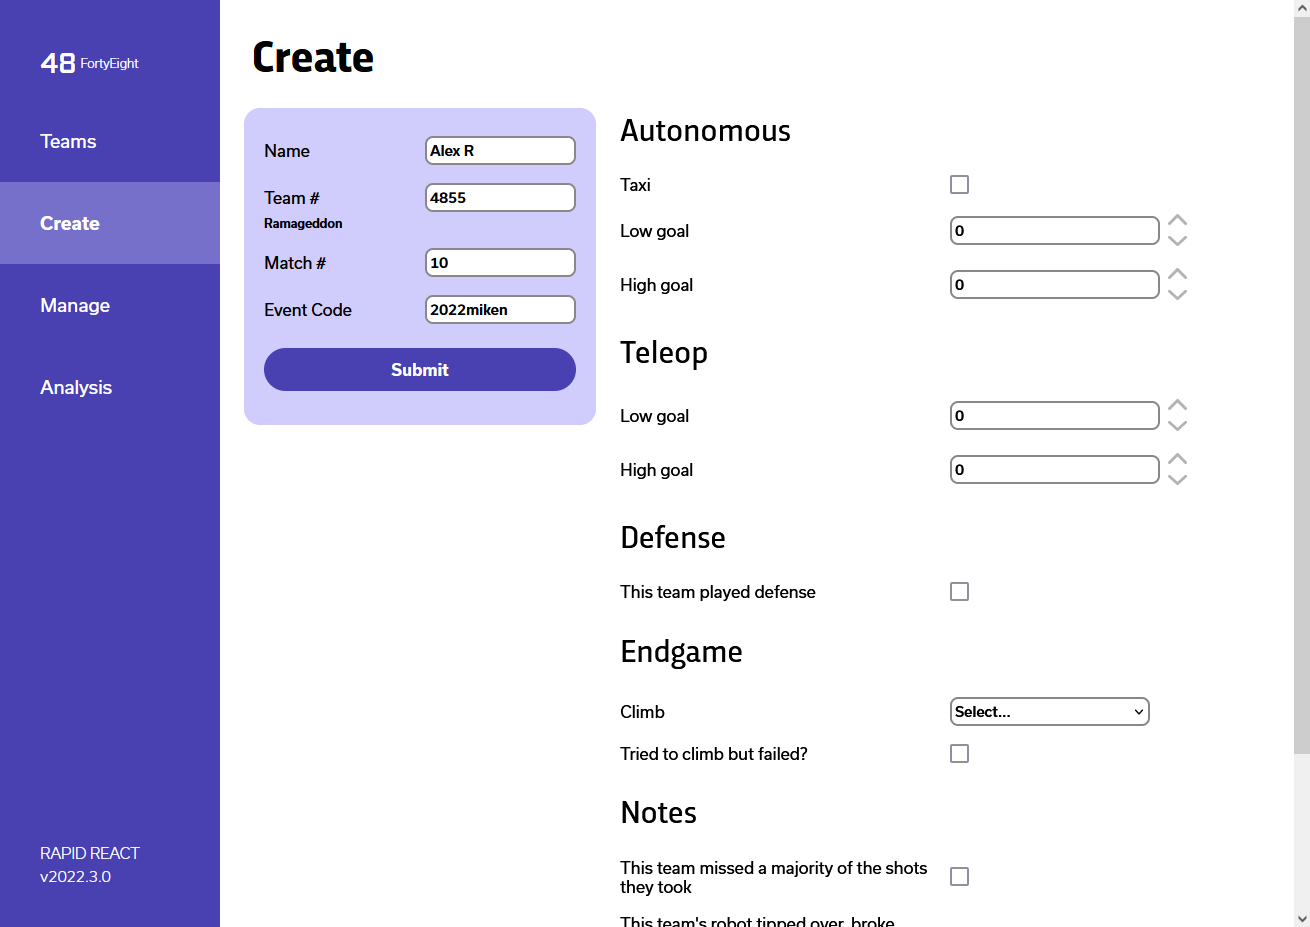 48 FortyEight
Teams
Create
Manage
Analysis
RAPID REACT
v2022.3.0
Create
Name
Alex R
Team #
4855
Ramageddon
Match #
10
Event Code
2022miken
Submit
Autonomous
Taxi
Low goal
0
High goal
0
Teleop
Low goal
0
High goal
0
Defense
This team played defense
Endgame
Climb
Select...
Tried to climb but failed?
Notes
This team missed a majority of the shots
they took
This team's robot tipped over, broke